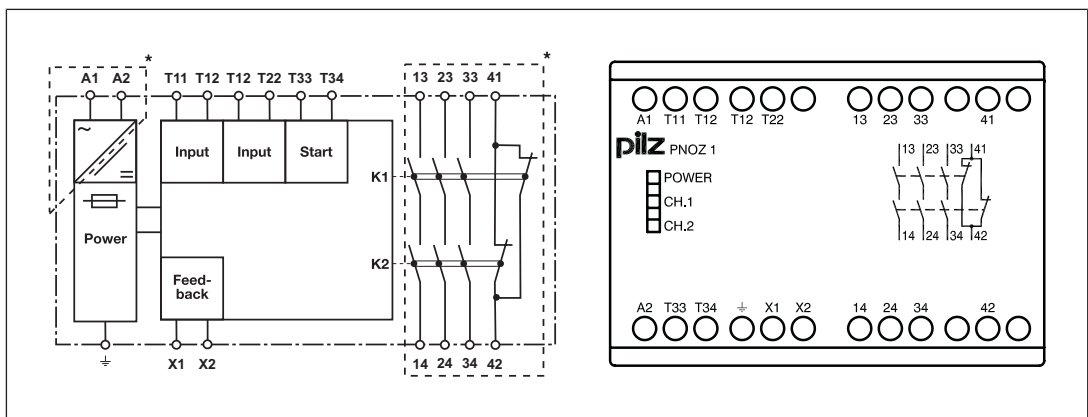 *
*
A1 A2 T11 T12 T12 T22 T33 T34 13 23 33 41
~
=
Input Input Start
K1
Power
K2
Feed-
back
X1 X2
14 24 34 42
A1 T11 T12 T12 T22 13 23 33 41
pilz PNOZ 1
13 23 33 41
POWER
CH.1
CH.2
14 24 34 42
A2 T33 T34 ⏚ X1 X2 14 24 34 42